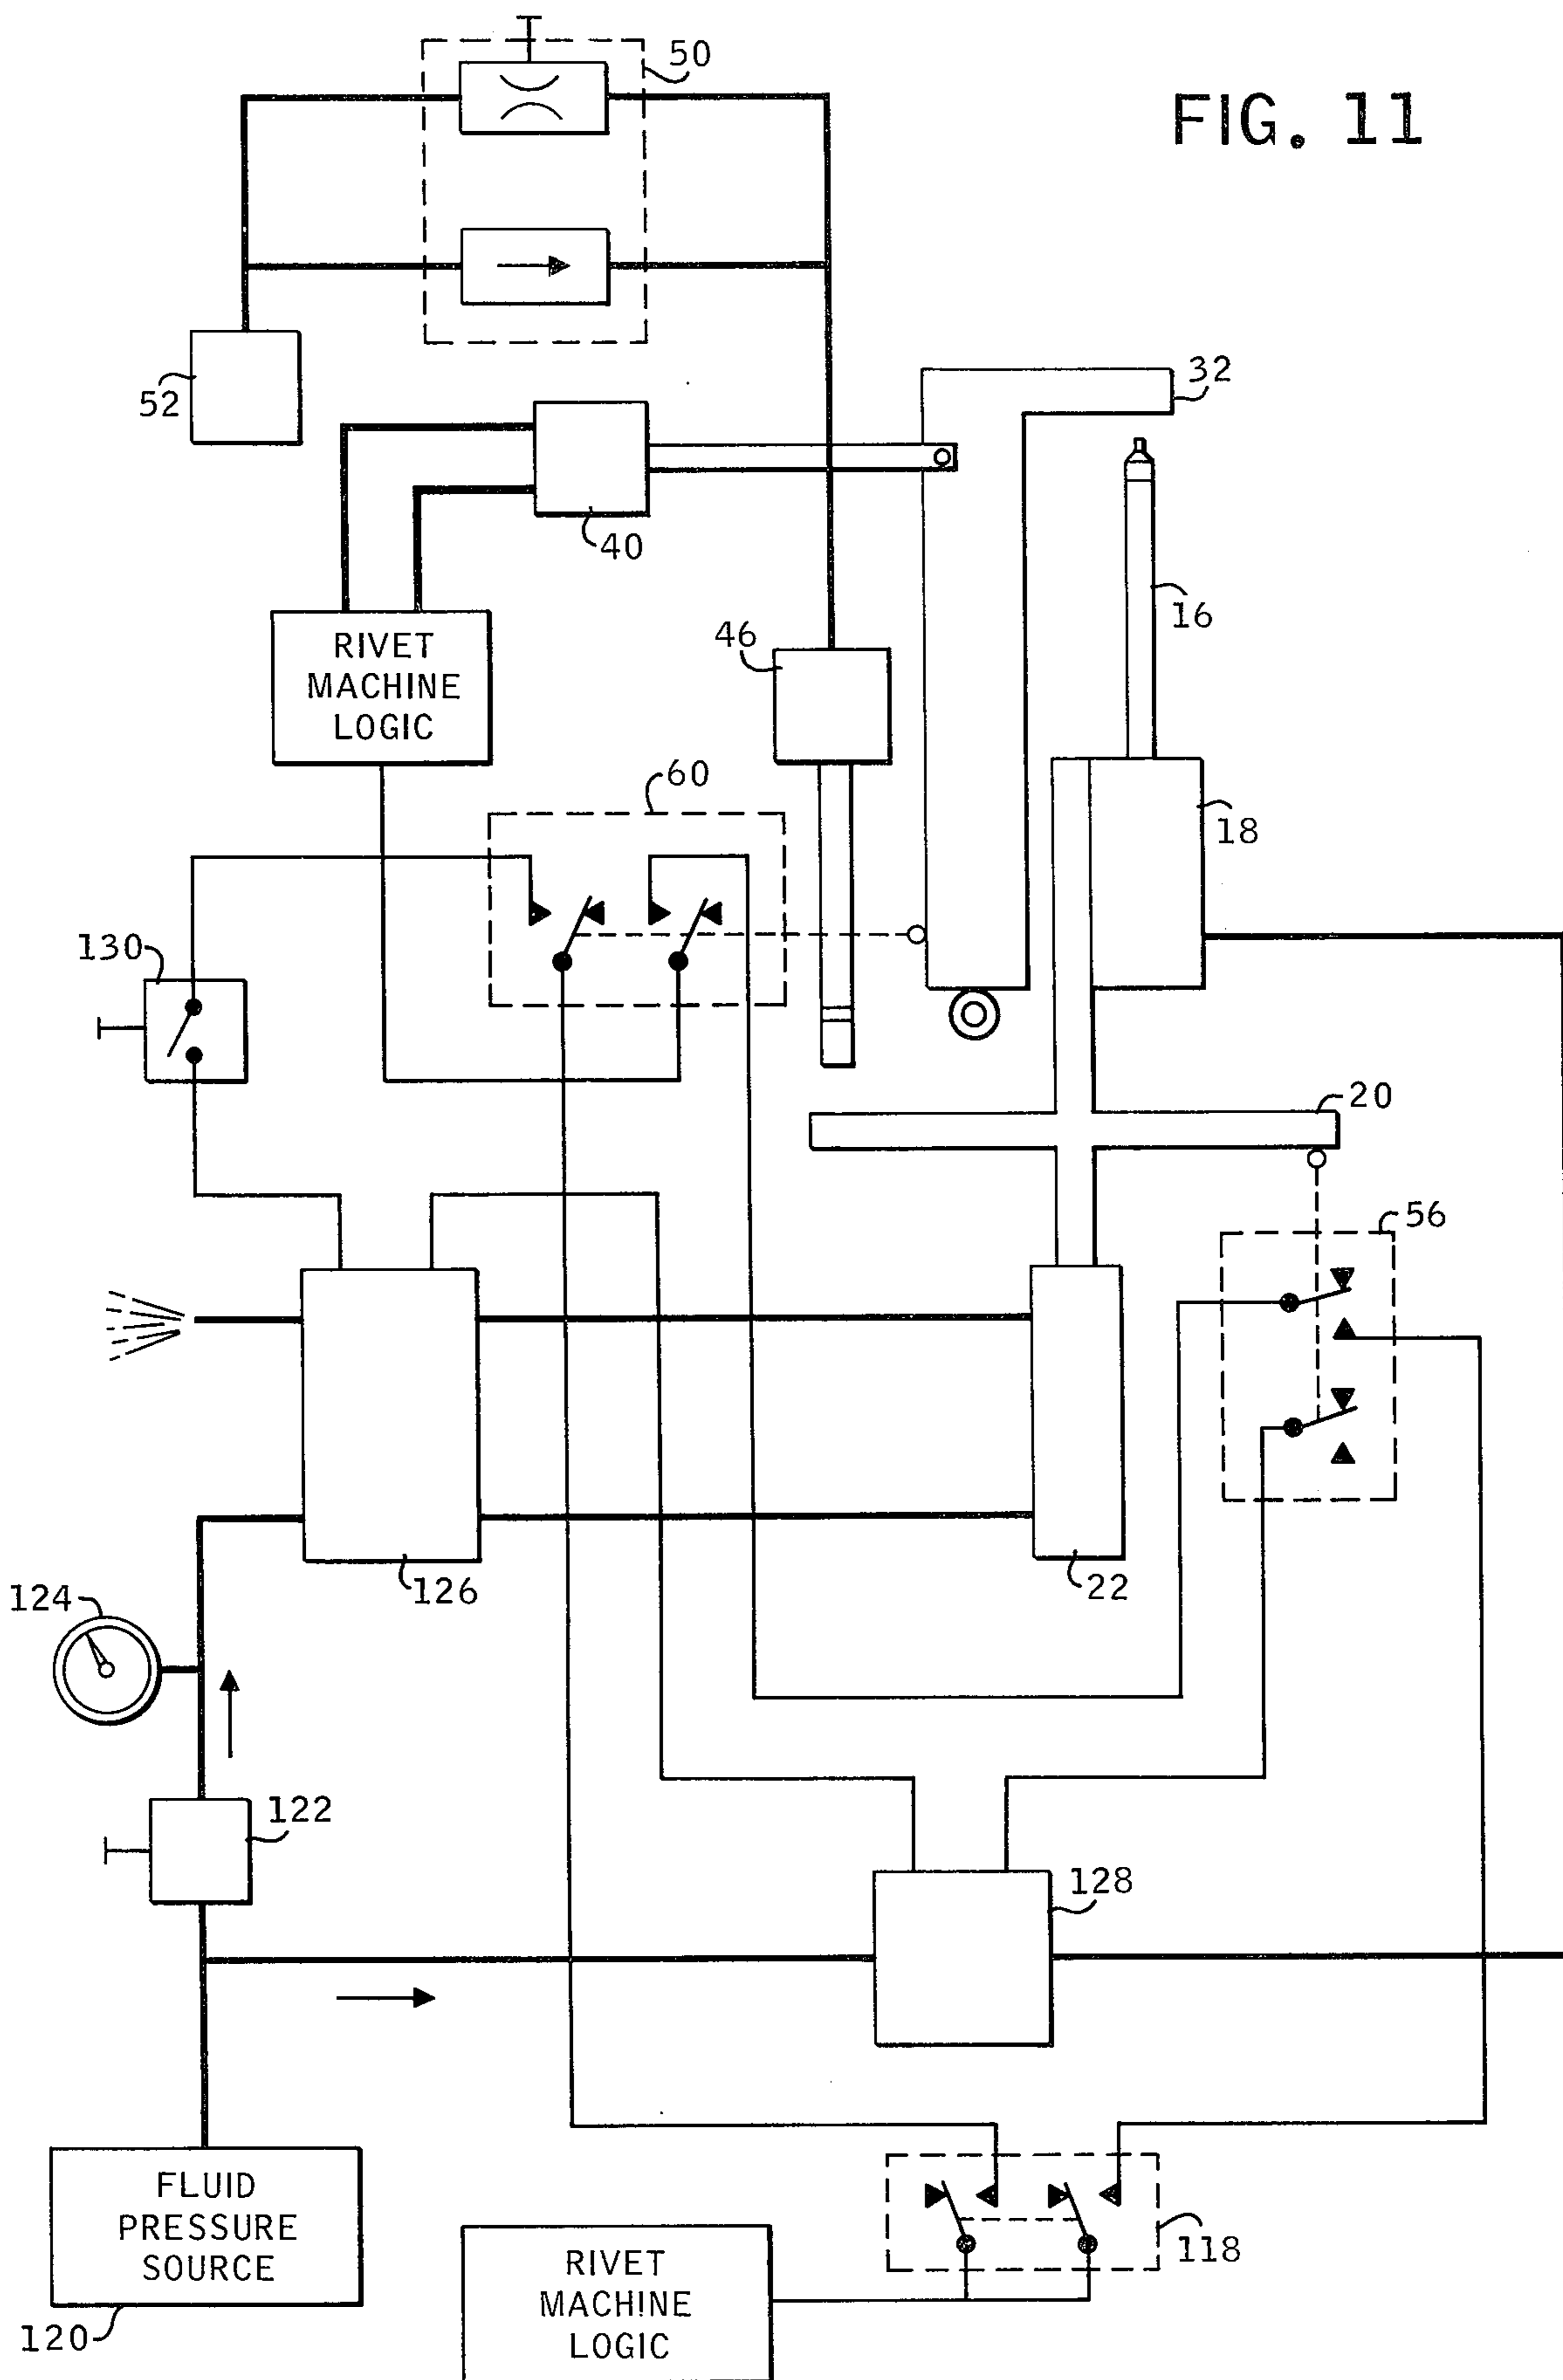 FIG. 11
50
52
32
40
16
RIVET
MACHINE
LOGIC
46
60
18
130
20
56
126
22
124
122
128
FLUID
PRESSURE
SOURCE
120
RIVET
MACHINE
LOGIC
118